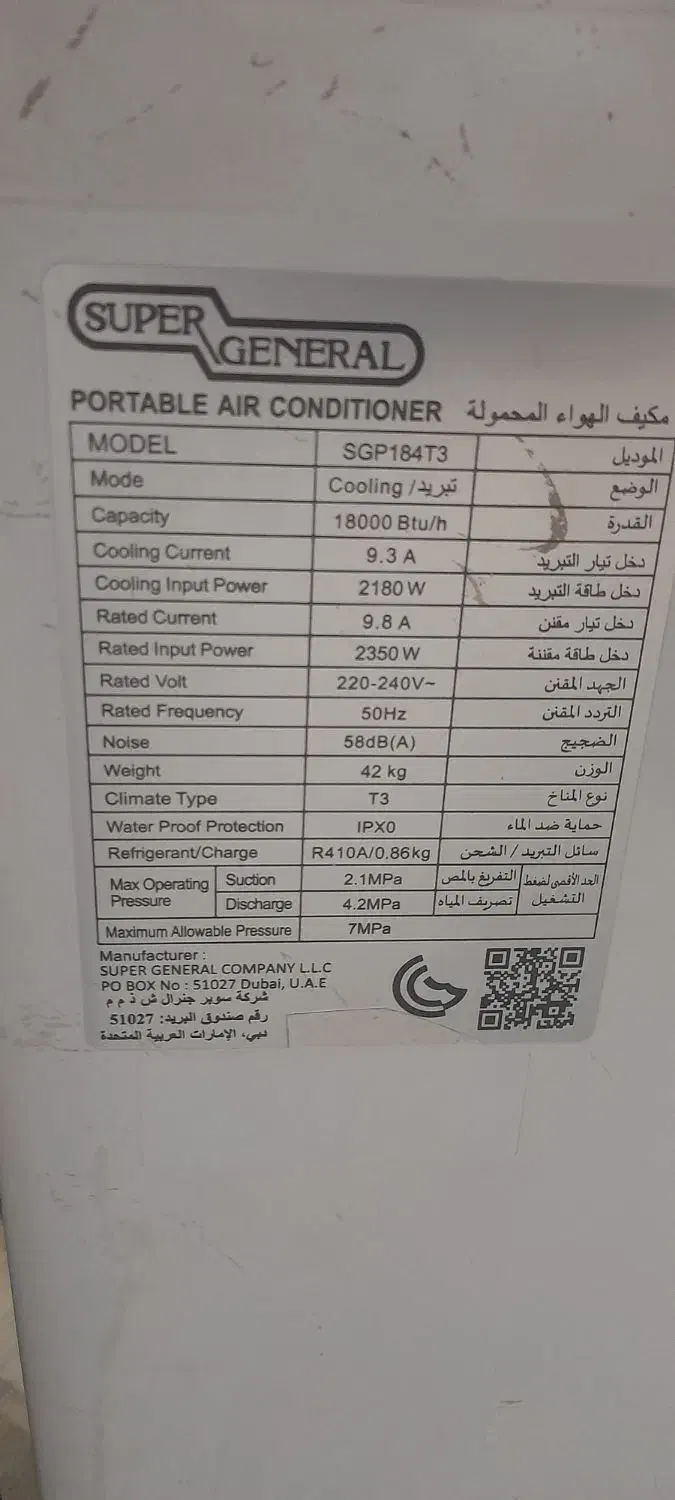 SUPER
GENERAL
PORTABLE AIR CONDITIONER مكيف الهواء المحمولة
MODEL SGP184T3 الموديل
Mode Cooling / تبريد الوضع
Capacity 18000 Btu/h القدرة
Cooling Current 9.3 A دخل تيار التبريد
Cooling Input Power 2180 W دخل طاقة التبريد
Rated Current 9.8 A دخل تيار مقنن
Rated Input Power 2350 W دخل طاقة مقننة
Rated Volt 220-240V~ الجهد المقنن
Rated Frequency 50Hz التردد المقنن
Noise 58dB(A) الضجيج
Weight 42 kg الوزن
Climate Type T3 نوع المناخ
Water Proof Protection IPX0 حماية ضد الماء
Refrigerant/Charge R410A/0.86kg سائل التبريد / الشحن
Max Operating Pressure Suction 2.1MPa التفريغ بالمص الحد الأقصى لضغط التشغيل
Discharge 4.2MPa تصريف المياه
Maximum Allowable Pressure 7MPa
Manufacturer :
SUPER GENERAL COMPANY L.L.C
PO BOX No : 51027 Dubai, U.A.E
شركة سوبر جنرال ش ذ م م
رقم صندوق البريد: 51027
دبي، الإمارات العربية المتحدة